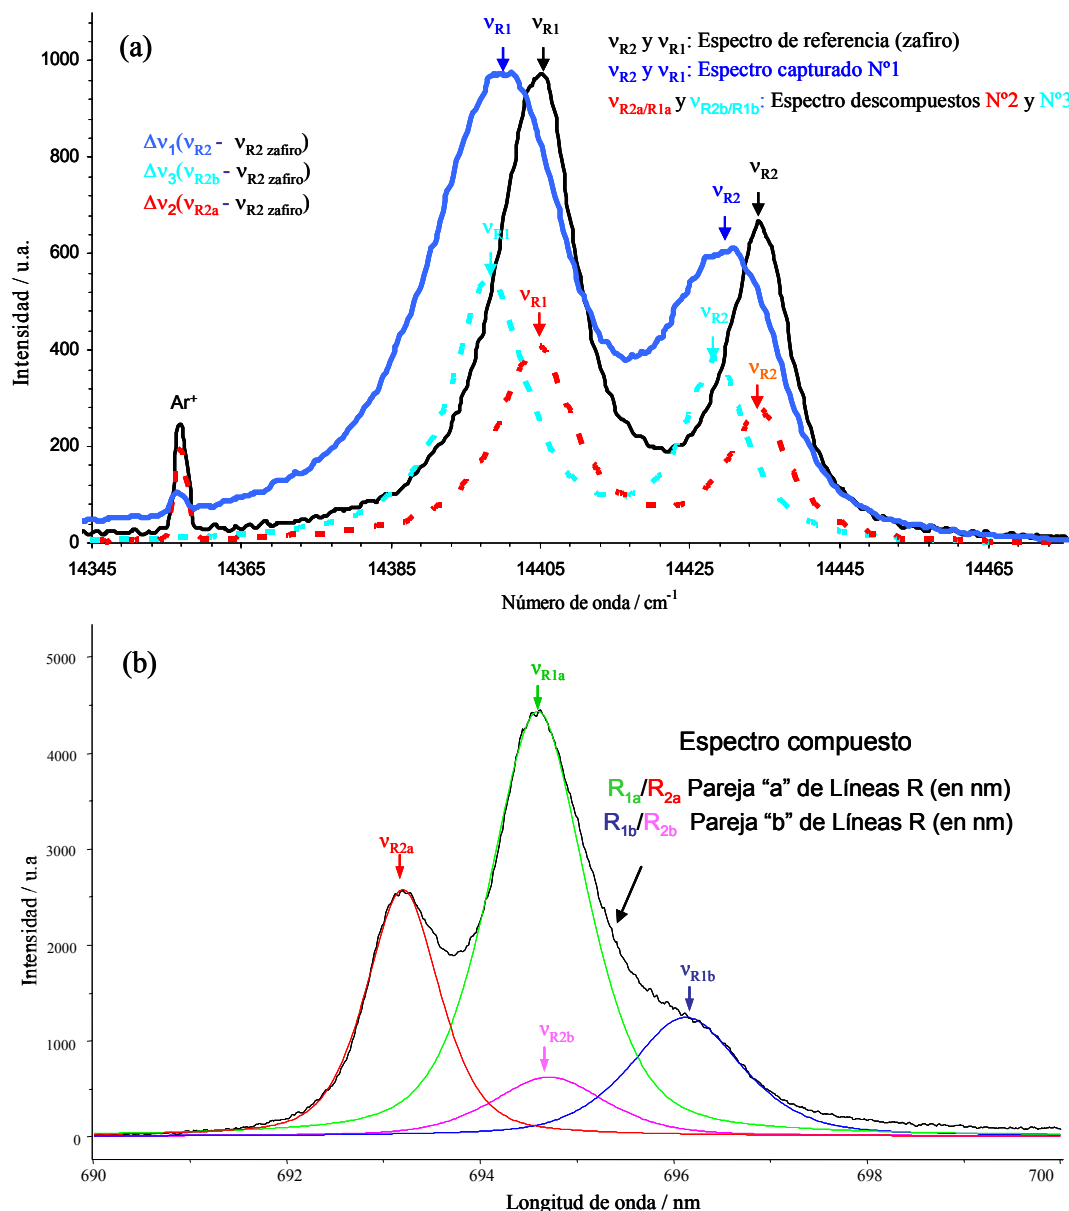 (a)
νR1
νR1
νR2 y νR1: Espectro de referencia (zafiro)
νR2 y νR1: Espectro capturado Nº1
νR2a/R1a y νR2b/R1b: Espectro descompuestos Nº2 y Nº3
Δν1(νR2 - νR2 zafiro)
Δν3(νR2b - νR2 zafiro)
Δν2(νR2a - νR2 zafiro)
νR2
νR2
νR1
νR1
νR2
νR2
Ar+
Intensidad / u.a.
1000
800
600
400
200
0
14345
14365
14385
14405
14425
14445
14465
Número de onda / cm-1
(b)
νR1a
Espectro compuesto
R1a/R2a Pareja “a” de Líneas R (en nm)
R1b/R2b Pareja “b” de Líneas R (en nm)
νR2a
νR1b
νR2b
Intensidad / u.a
5000
4000
3000
2000
1000
0
690
692
694
696
698
700
Longitud de onda / nm